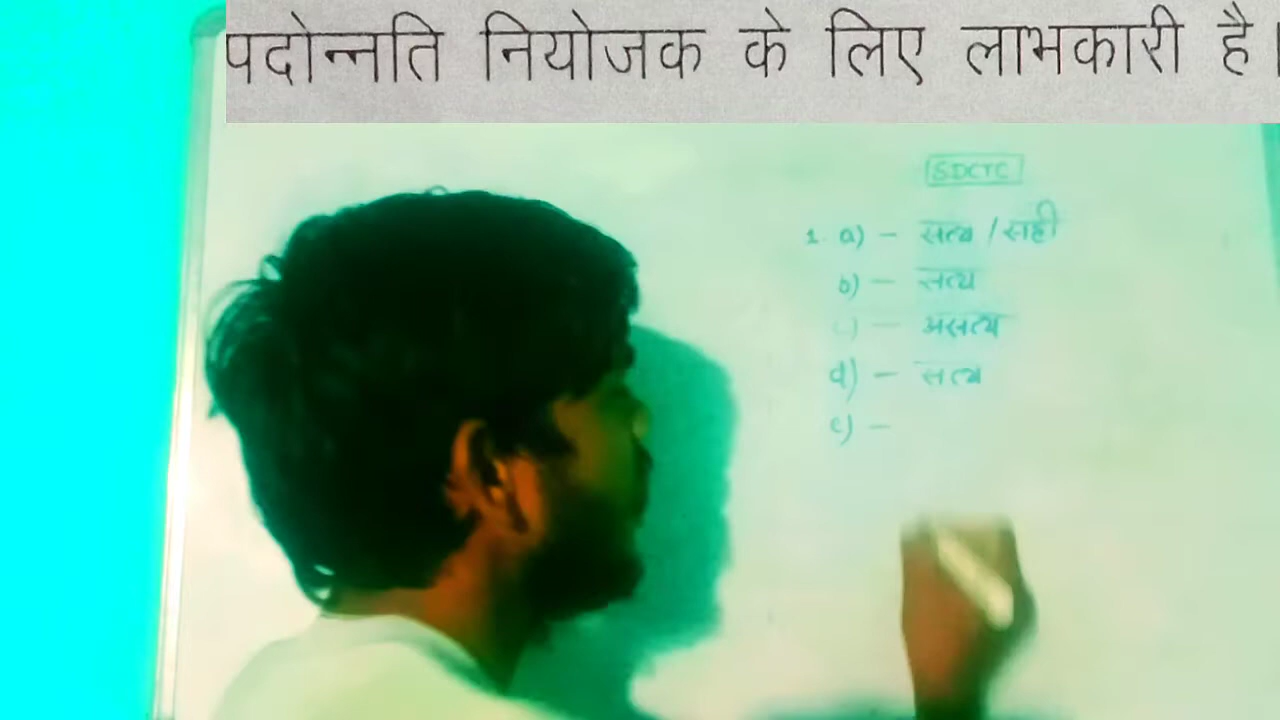 पदोन्नति नियोजक के लिए लाभकारी है।
SDCTC
1. a) - सत्य / सही
b) - सत्य
c) - असत्य
d) - सत्य
e) -